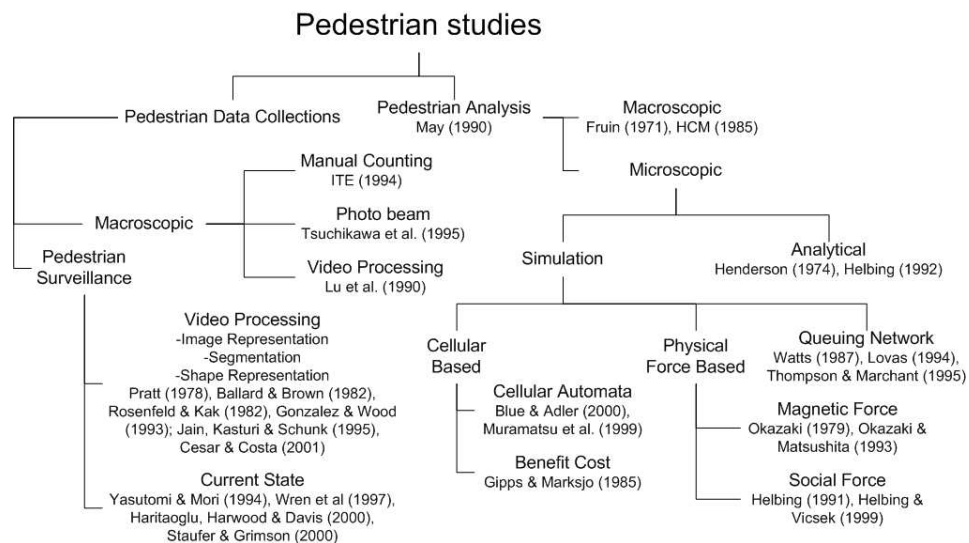 Pedestrian studies
Pedestrian Data Collections
Pedestrian Analysis
May (1990)
Macroscopic
Fruin (1971), HCM (1985)
Microscopic
Manual Counting
ITE (1994)
Macroscopic
Photo beam
Tsuchikawa et al. (1995)
Video Processing
Lu et al. (1990)
Pedestrian
Surveillance
Video Processing
-Image Representation
-Segmentation
-Shape Representation
Pratt (1978), Ballard & Brown (1982),
Rosenfeld & Kak (1982), Gonzalez & Wood
(1993); Jain, Kasturi & Schunk (1995),
Cesar & Costa (2001)
Current State
Yasutomi & Mori (1994), Wren et al (1997),
Haritaoglu, Harwood & Davis (2000),
Staufer & Grimson (2000)
Simulation
Analytical
Henderson (1974), Helbing (1992)
Cellular
Based
Cellular Automata
Blue & Adler (2000),
Muramatsu et al. (1999)
Benefit Cost
Gipps & Marksjo (1985)
Physical
Force Based
Magnetic Force
Okazaki (1979), Okazaki &
Matsushita (1993)
Social Force
Helbing (1991), Helbing &
Vicsek (1999)
Queuing Network
Watts (1987), Lovas (1994),
Thompson & Marchant (1995)